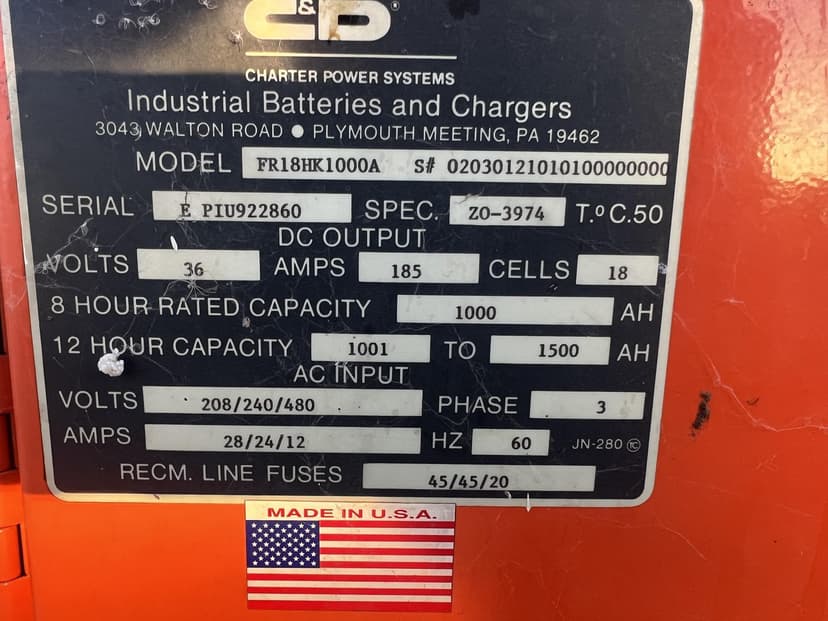 C&D®
CHARTER POWER SYSTEMS
Industrial Batteries and Chargers
3043 WALTON ROAD ● PLYMOUTH MEETING, PA 19462
MODEL FR18HK1000A S# 02030121010100000000
SERIAL E PIU922860 SPEC. ZO-3974 T.º C.50
DC OUTPUT
VOLTS 36 AMPS 185 CELLS 18
8 HOUR RATED CAPACITY 1000 AH
12 HOUR CAPACITY 1001 TO 1500 AH
AC INPUT
VOLTS 208/240/480 PHASE 3
AMPS 28/24/12 HZ 60 JN-280 TC
RECM. LINE FUSES 45/45/20
MADE IN U.S.A.